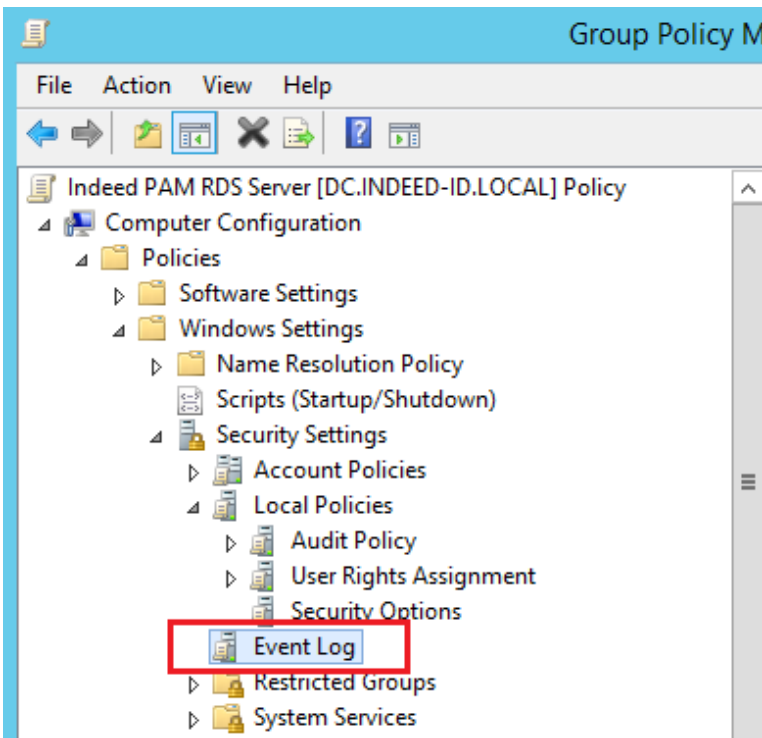 Group Policy M
File Action View Help
Indeed PAM RDS Server [DC.INDEED-ID.LOCAL] Policy
Computer Configuration
Policies
Software Settings
Windows Settings
Name Resolution Policy
Scripts (Startup/Shutdown)
Security Settings
Account Policies
Local Policies
Audit Policy
User Rights Assignment
Security Options
Event Log
Restricted Groups
System Services